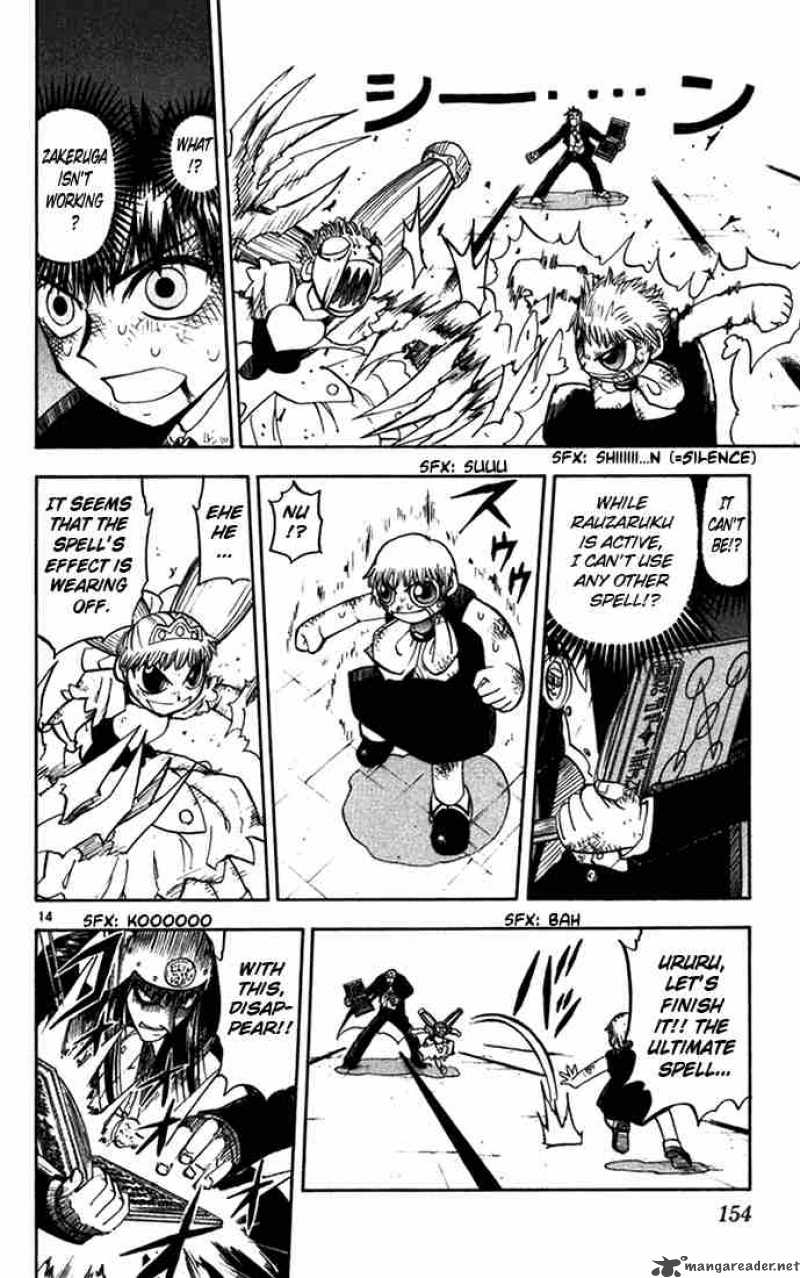 シー・・・・ン
WHAT
!?
ZAKERUGA
ISN'T
WORKING
?
SFX: SHIIIIII...N (=SILENCE)
SFX: SUUU
IT
CAN'T
BE!?
WHILE
RAUZARUKU
IS ACTIVE,
I CAN'T USE
ANY OTHER
SPELL!?
スウウ
NU
!?
EHE
HE
...
IT SEEMS
THAT THE
SPELL'S
EFFECT IS
WEARING
OFF.
14
SFX: BAH
SFX: KOOOOOO
URURU,
LET'S
FINISH
IT!! THE
ULTIMATE
SPELL...
WITH
THIS,
DISAP-
PEAR!!
154
mangareader.net